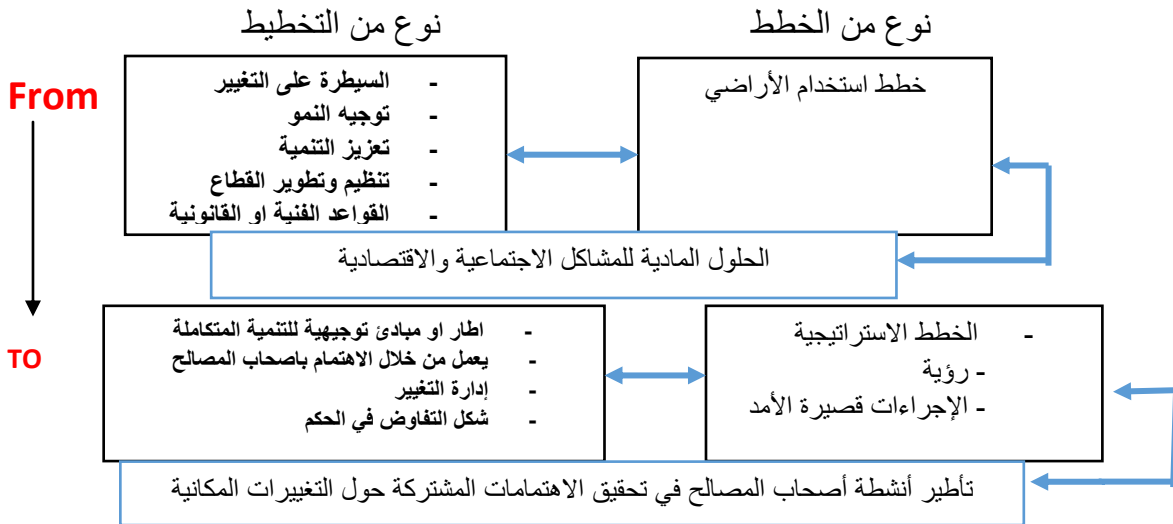 نوع من الخطط
نوع من التخطيط
From
خطط استخدام الأراضي
- السيطرة على التغيير
- توجيه النمو
- تعزيز التنمية
- تنظيم وتطوير القطاع
- القواعد الفنية او القانونية
الحلول المادية للمشاكل الاجتماعية والاقتصادية
TO
- الخطط الاستراتيجية
- رؤية
- الإجراءات قصيرة الأمد
- اطار او مبادئ توجيهية للتنمية المتكاملة
- يعمل من خلال الاهتمام باصحاب المصالح
- إدارة التغيير
- شكل التفاوض في الحكم
تأطير أنشطة أصحاب المصالح في تحقيق الاهتمامات المشتركة حول التغييرات المكانية